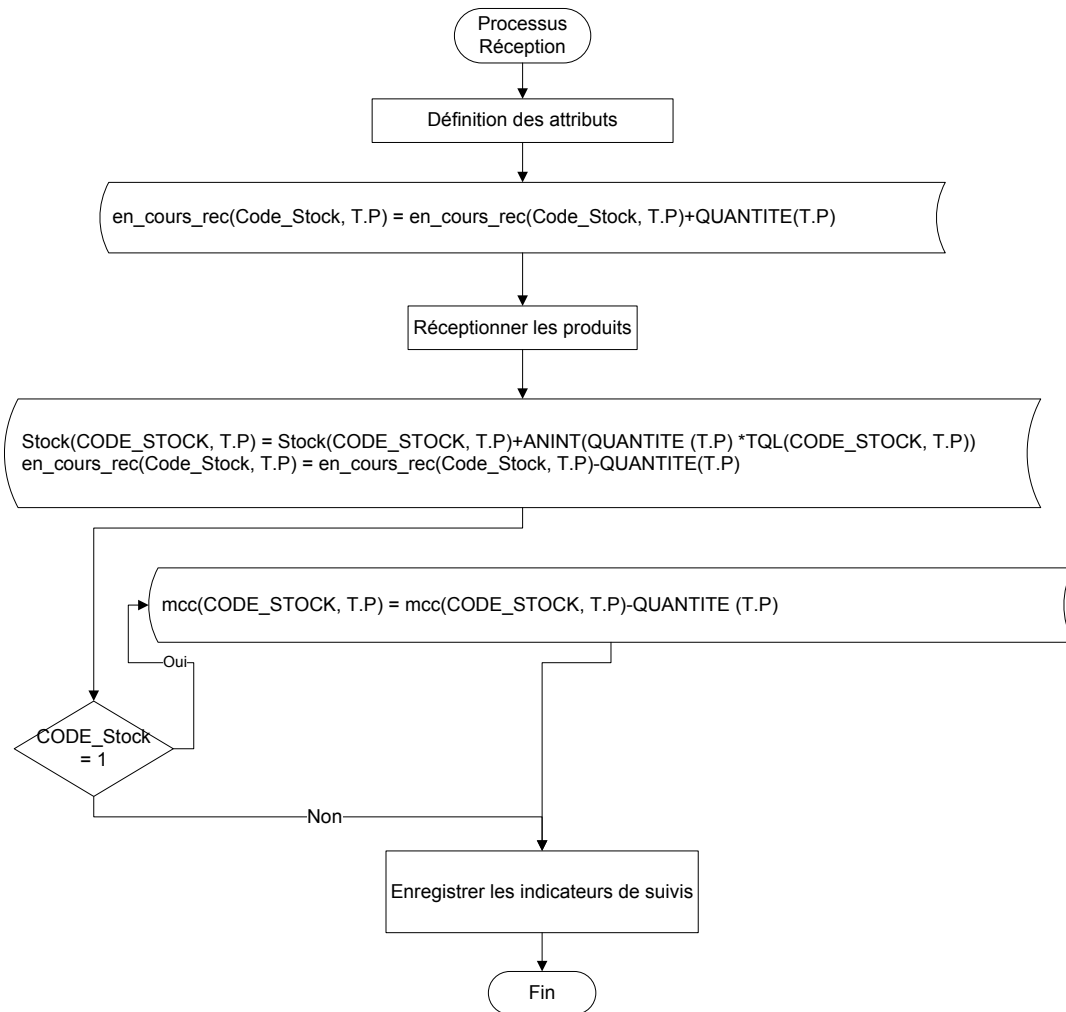 Processus
Réception
Définition des attributs
en_cours_rec(Code_Stock, T.P) = en_cours_rec(Code_Stock, T.P)+QUANTITE(T.P)
Réceptionner les produits
Stock(CODE_STOCK, T.P) = Stock(CODE_STOCK, T.P)+ANINT(QUANTITE (T.P) *TQL(CODE_STOCK, T.P))
en_cours_rec(Code_Stock, T.P) = en_cours_rec(Code_Stock, T.P)-QUANTITE(T.P)
mcc(CODE_STOCK, T.P) = mcc(CODE_STOCK, T.P)-QUANTITE (T.P)
Oui
CODE_Stock
= 1
Non
Enregistrer les indicateurs de suivis
Fin